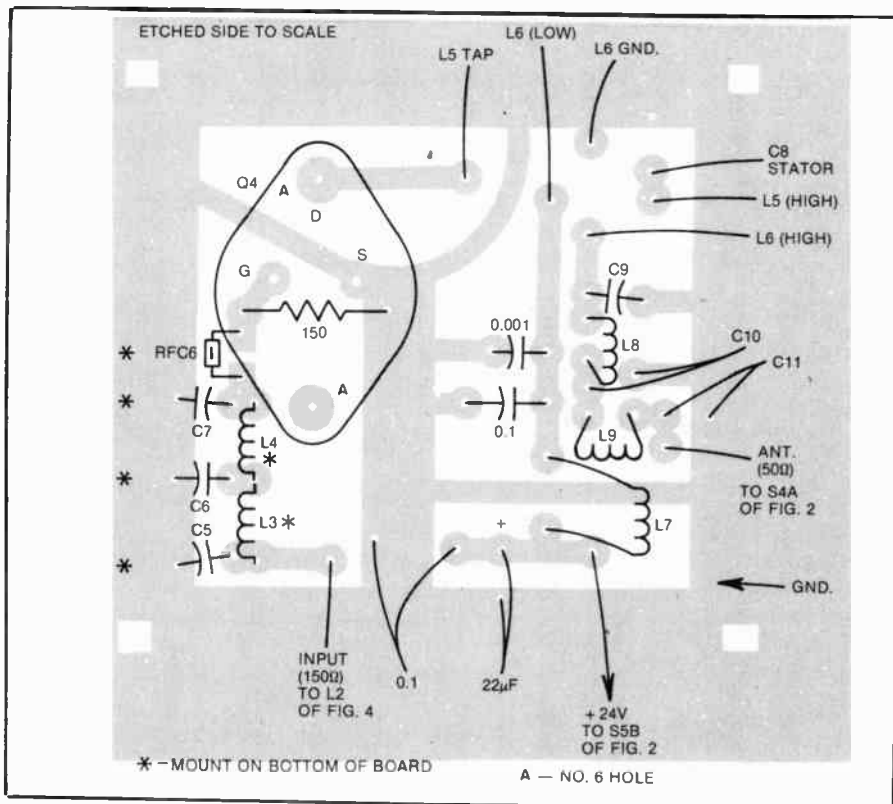 ETCHED SIDE TO SCALE
L5 TAP
L6 (LOW)
L6 GND.
C8
STATOR
L5 (HIGH)
L6 (HIGH)
Q4
A
D
S
G
150
C9
L8
0.001
C10
C11
* RFC6
*
C7
L4
*
A
0.1
L9
ANT.
(50Ω)
TO S4A
OF FIG. 2
*
C6
L3 *
L7
C5
*
+
GND.
INPUT
(150Ω)
TO L2
OF FIG. 4
0.1
22µF
+ 24V
TO S5B
OF FIG. 2
* – MOUNT ON BOTTOM OF BOARD
A — NO. 6 HOLE